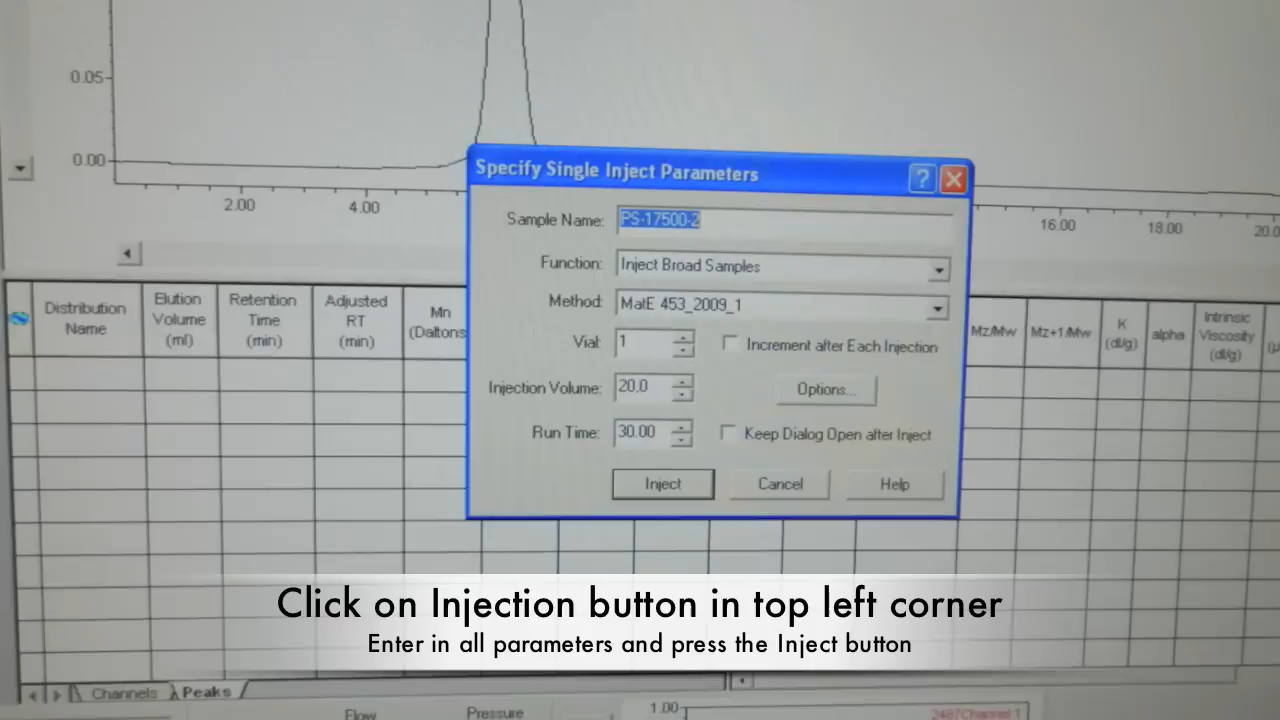 0.05
0.00
2.00
4.00
16.00
18.00
Specify Single Inject Parameters
?
Sample Name: PS-17500-2
Function: Inject Broad Samples
Method: MatE 453_2009_1
Vial: 1
Increment after Each Injection
Injection Volume: 20.0
Options...
Run Time: 30.00
Keep Dialog Open after Inject
Inject
Cancel
Help
Distribution
Name
Elution
Volume
(ml)
Retention
Time
(min)
Adjusted
RT
(min)
Mn
(Daltons
Mz/Mw
Mz+1/Mw
K
(dl/g)
alpha
Intrinsic
Viscosity
(dl/g)
Click on Injection button in top left corner
Enter in all parameters and press the Inject button
Channels
Peaks
Flow
Pressure
1.00
2487Channel 1